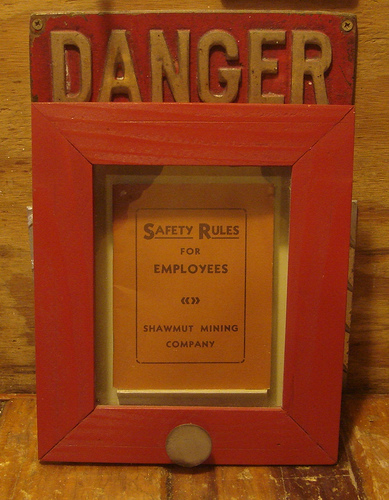 DANGER
SAFETY RULES
FOR
EMPLOYEES
«»
SHAWMUT MINING
COMPANY